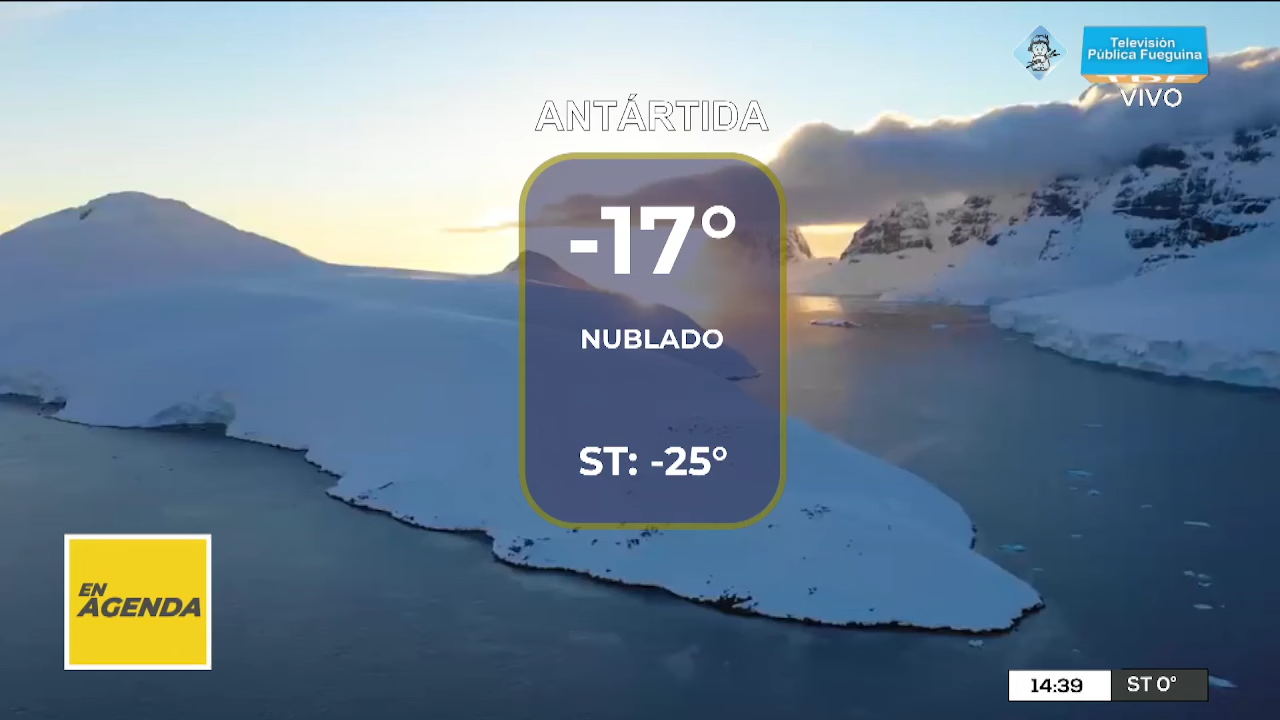 Televisión
Pública Fueguina
VIVO
ANTÁRTIDA
-17°
NUBLADO
ST: -25°
EN
AGENDA
14:39
ST 0°